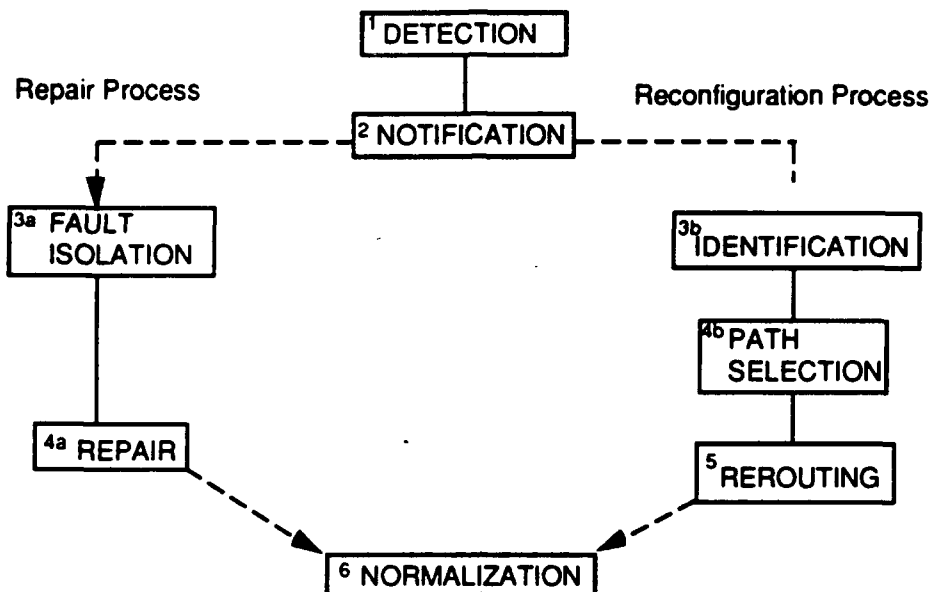 1 DETECTION
Repair Process
Reconfiguration Process
2 NOTIFICATION
3a FAULT
ISOLATION
3b IDENTIFICATION
4b PATH
SELECTION
4a REPAIR
5 REROUTING
6 NORMALIZATION